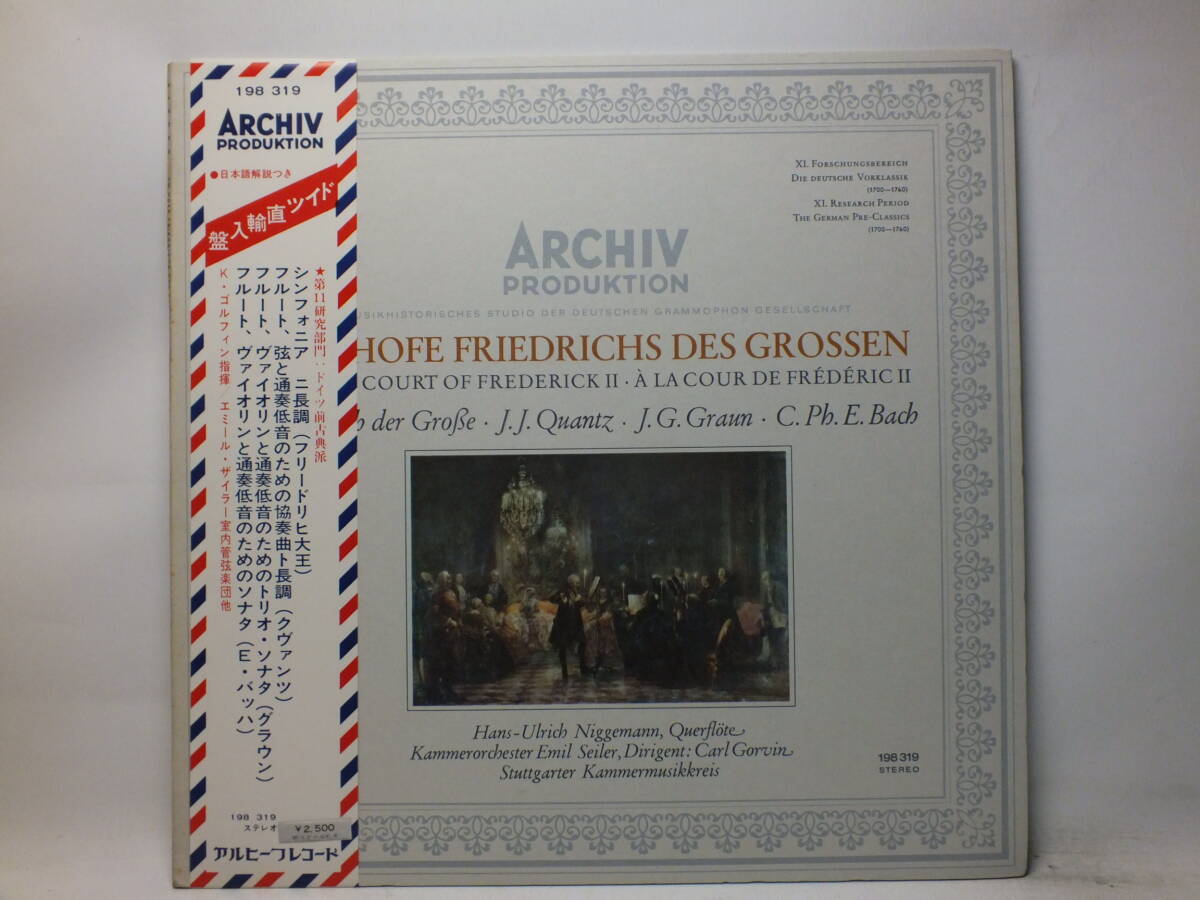 198 319
ARCHIV
PRODUKTION
●日本語解説つき
ドイツ直輸入盤
★第11研究部門:ドイツ前古典派
シンフォニア ニ長調(フリードリヒ大王)
フルート、弦と通奏低音のための協奏曲ト長調(クヴァンツ)
フルート、ヴァイオリンと通奏低音のためのトリオ・ソナタ(グラウン)
フルート、ヴァイオリンと通奏低音のためのソナタ(E・バッハ)
K・ゴルフィン指揮/エミール・ザイラー室内管弦楽団他
198 319
ステレオ
¥2,500
アルヒーフレコード
XI. FORSCHUNGSBEREICH
DIE DEUTSCHE VORKLASSIK
(1700—1760)
XI. RESEARCH PERIOD
THE GERMAN PRE-CLASSICS
(1700—1760)
ARCHIV
PRODUKTION
USIKHISTORISCHES STUDIO DER DEUTSCHEN GRAMMOPHON GESELLSCHAFT
HOFE FRIEDRICHS DES GROSSEN
COURT OF FREDERICK II · À LA COUR DE FRÉDÉRIC II
der Große · J. J. Quantz · J. G. Graun · C. Ph. E. Bach
Hans-Ulrich Niggemann, Querflöte
Kammerorchester Emil Seiler, Dirigent: Carl Gorvin
Stuttgarter Kammermusikkreis
198 319
STEREO